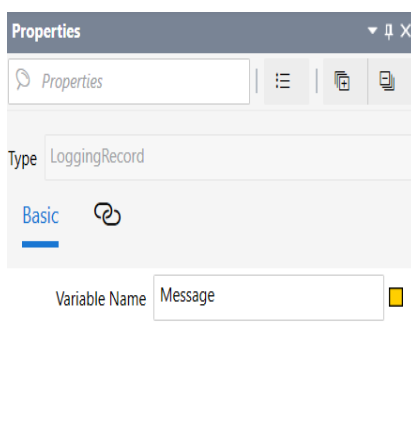 Properties
Properties
Type LoggingRecord
Basic
Variable Name Message